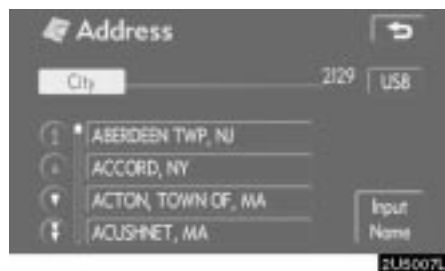 Address
City 2129 USB
ABERDEEN TWP, NJ
ACCORD, NY
ACTON, TOWN OF, MA
ACUSHNET, MA
Input
Name
2U5007L